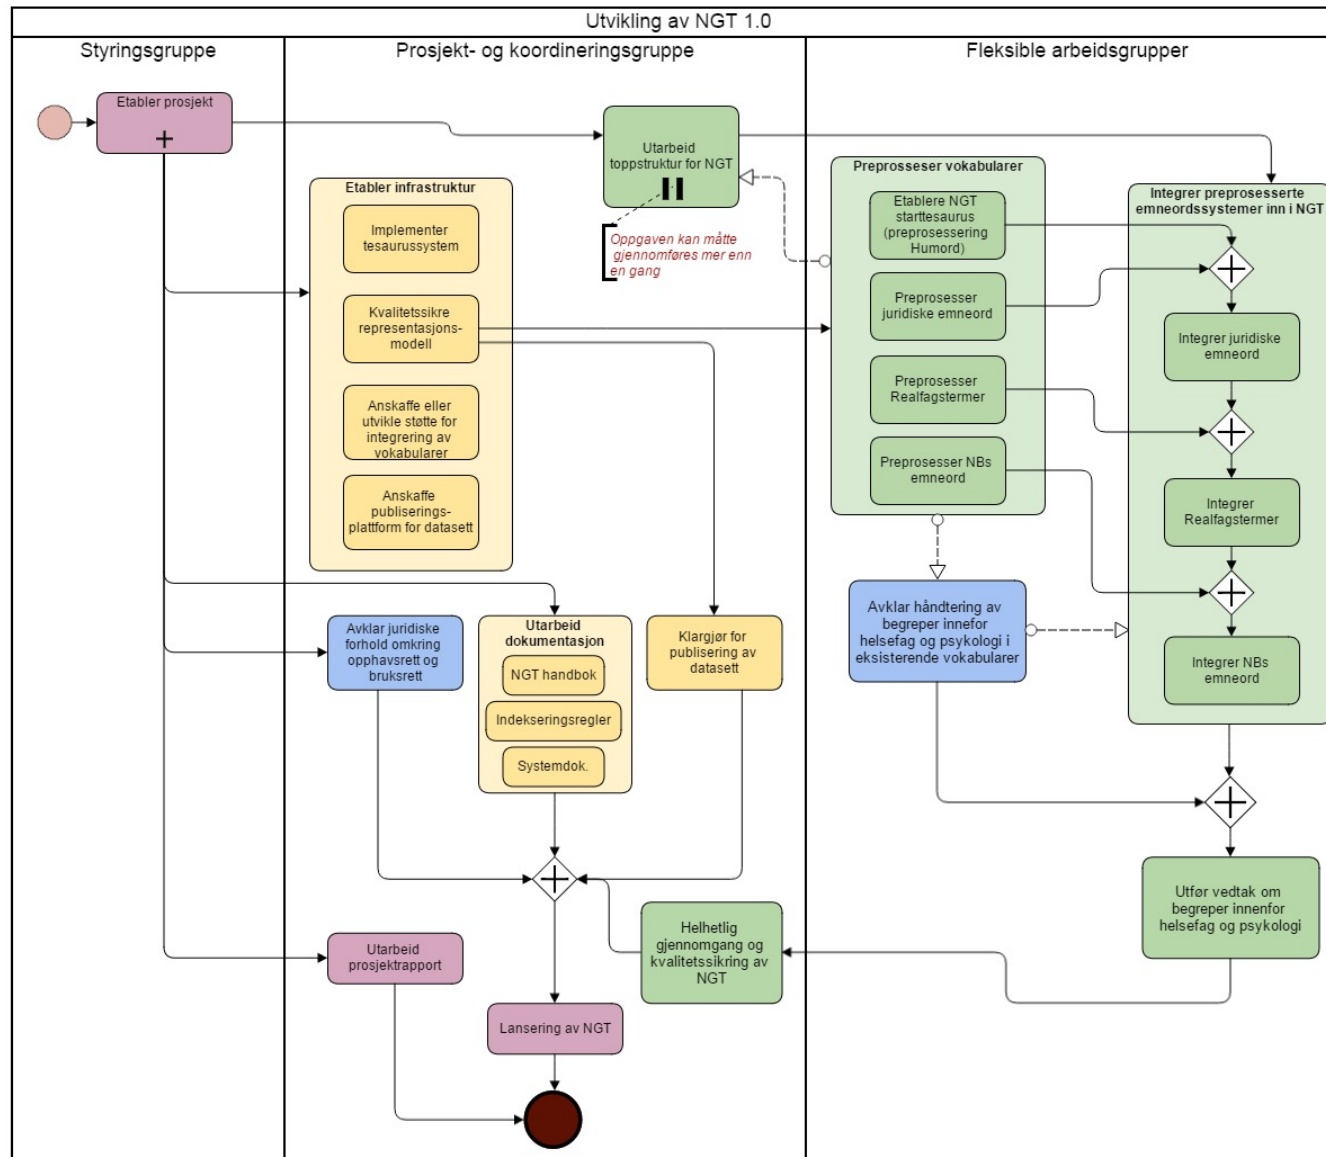 Utvikling av NGT 1.0
Styringsgruppe
Prosjekt- og koordineringsgruppe
Fleksible arbeidsgrupper
Etabler prosjekt
Utarbeid
toppstruktur for NGT
Oppgaven kan måtte
gjennomføres mer enn
en gang
Etabler infrastruktur
Implementer
tesaurussystem
Kvalitetssikre
representasjons-
modell
Anskaffe eller
utvikle støtte for
integrering av
vokabularer
Anskaffe
publiserings-
plattform for datasett
Preprosseser vokabularer
Etablere NGT
starttesaurus
(preprossering
Humord)
Preprosseser
juridiske emneord
Preprosseser
Realfagstermer
Preprosseser NBs
emneord
Integrer preprosesserte
emneordssystemer inn i NGT
Integrer juridiske
emneord
Integrer
Realfagstermer
Integrer NBs
emneord
Avklar juridiske
forhold omkring
opphavsrett og
bruksrett
Utarbeid
dokumentasjon
NGT handbok
Indekseringsregler
Systemdok.
Klargjør for
publisering av
datasett
Avklar håndtering av
begreper innefor
helsefag og psykologi i
eksisterende vokabularer
Utfør vedtak om
begreper innenfor
helsefag og psykologi
Helhetlig
gjennomgang og
kvalitetssikring av
NGT
Utarbeid
prosjektrapport
Lansering av NGT